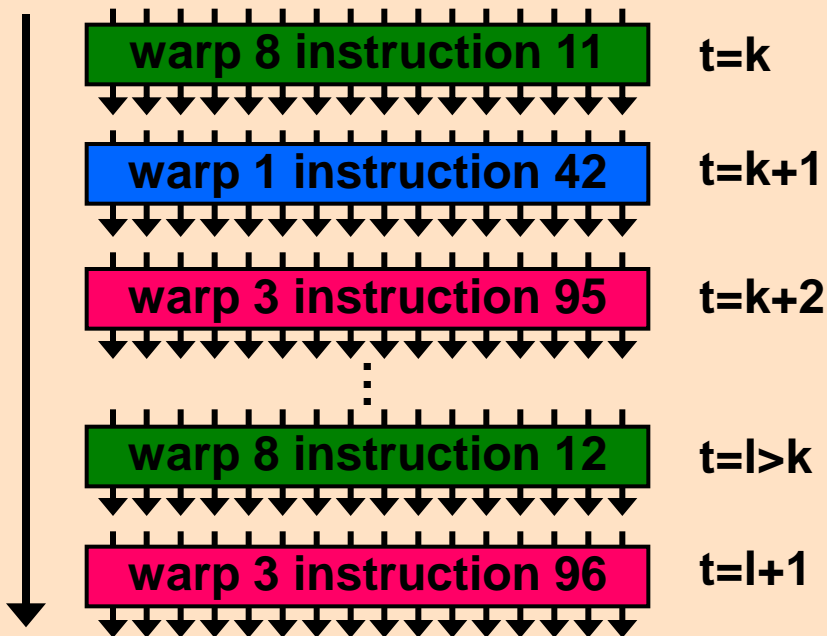 warp 8 instruction 11 t=k
warp 1 instruction 42 t=k+1
warp 3 instruction 95 t=k+2
⋮
warp 8 instruction 12 t=l>k
warp 3 instruction 96 t=l+1